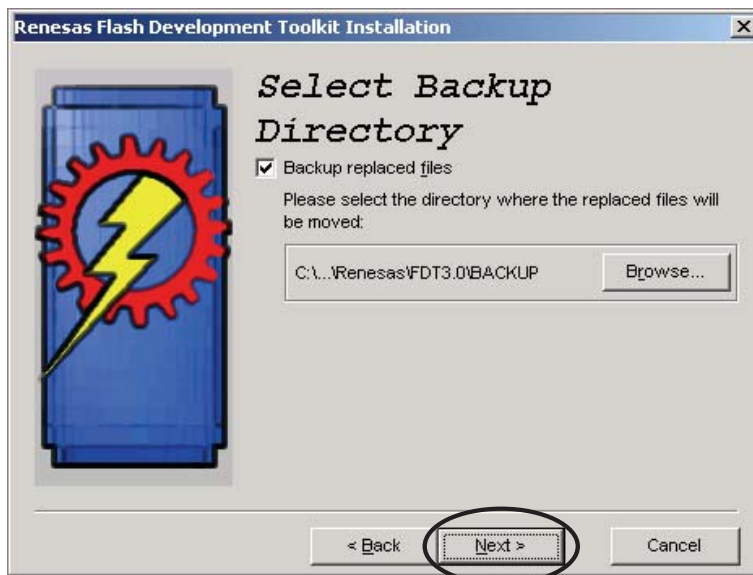 Renesas Flash Development Toolkit Installation
Select Backup
Directory
Backup replaced files
Please select the directory where the replaced files will
be moved:
C:\...\Renesas\FDT3.0\BACKUP
Browse...
< Back
Next >
Cancel